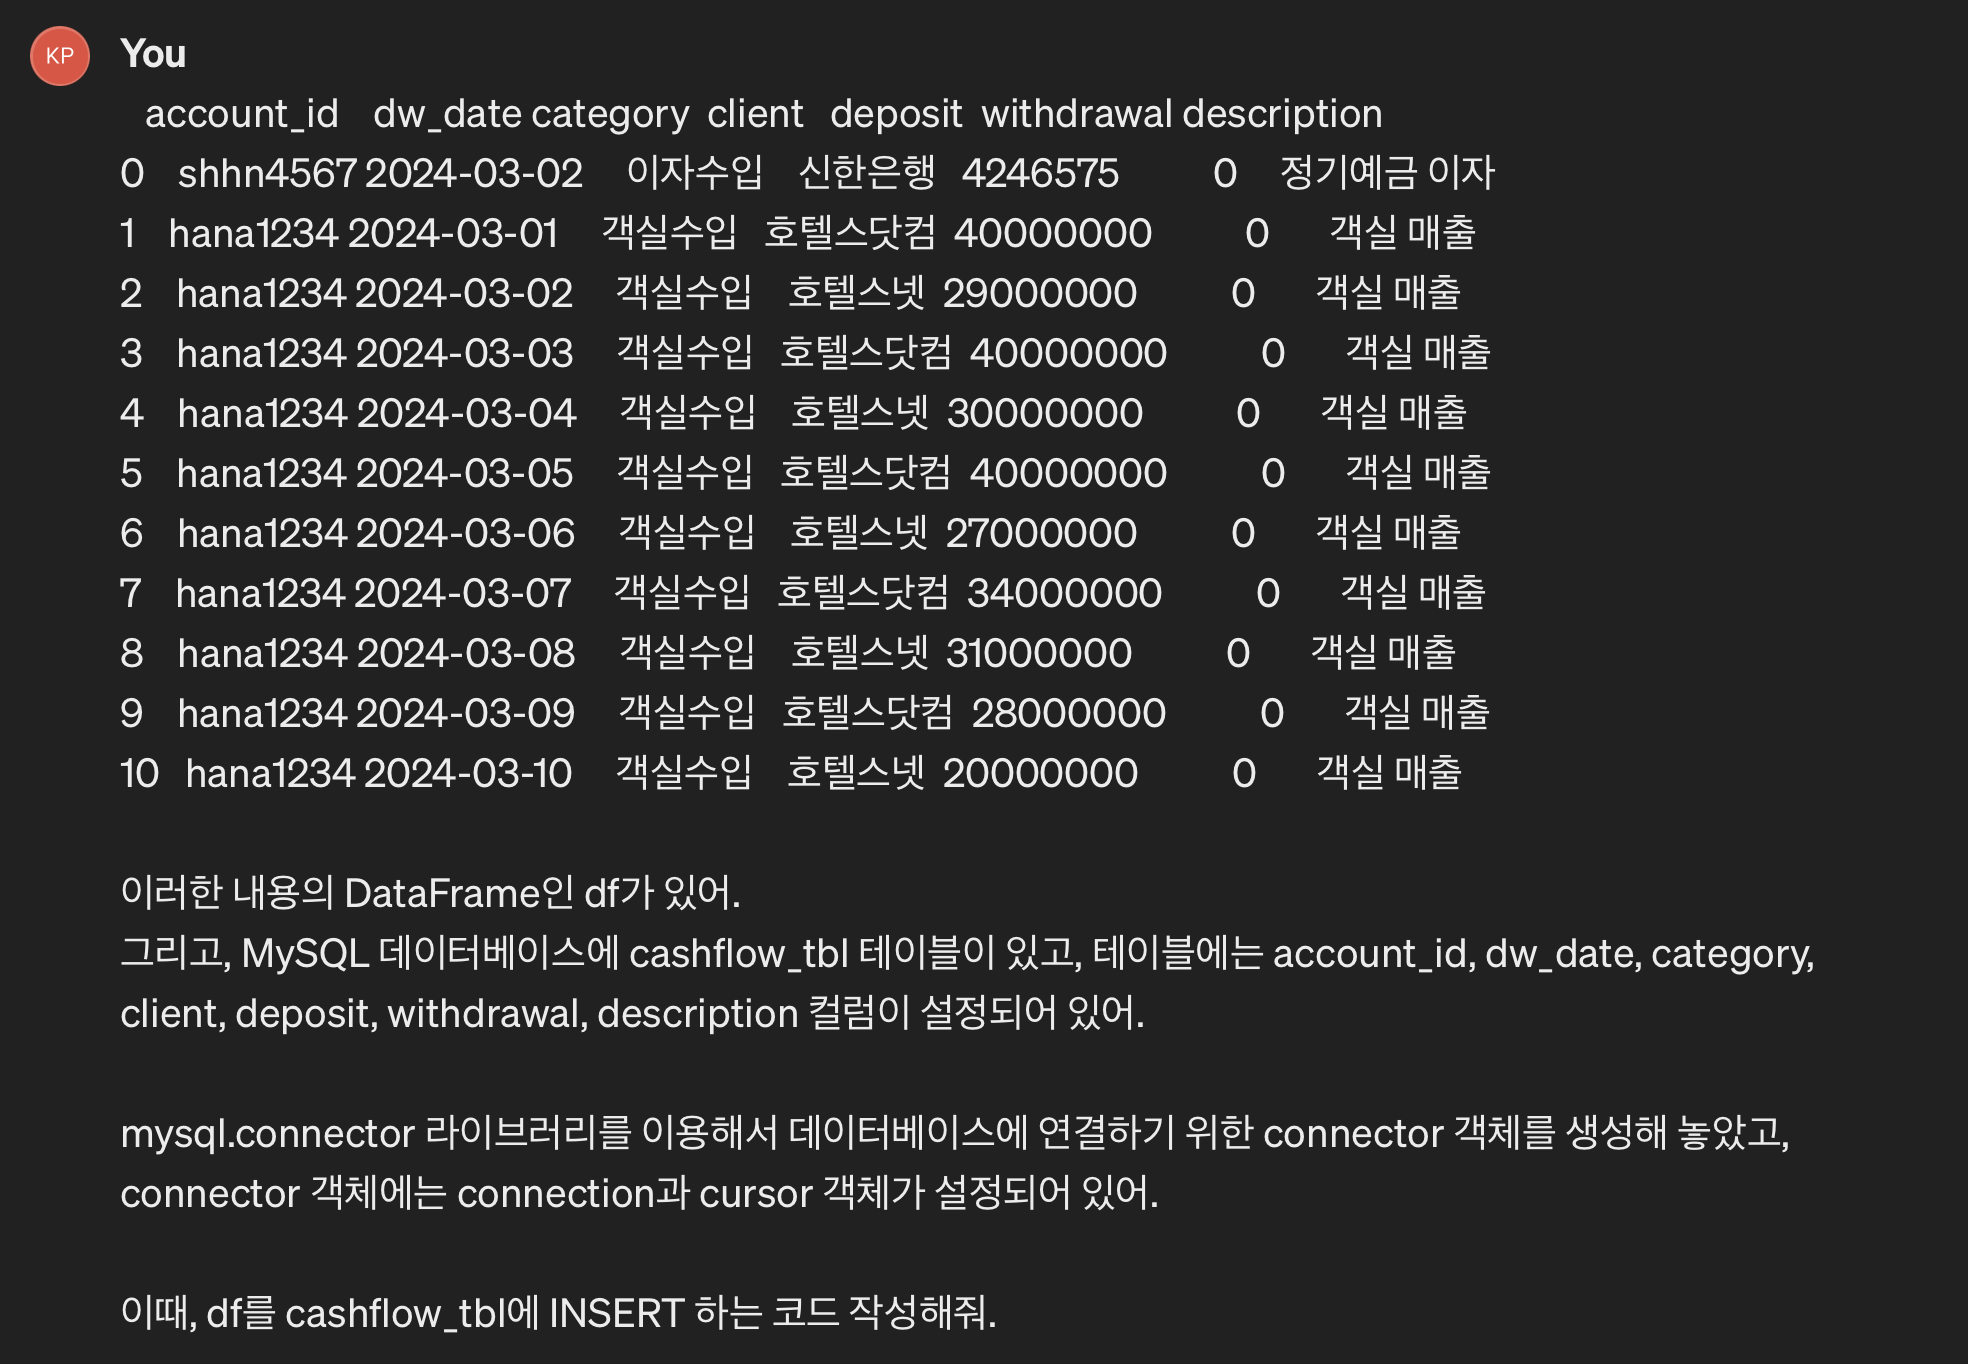 KP You
account_id dw_date category client deposit withdrawal description
0 shhn4567 2024-03-02 이자수입 신한은행 4246575 0 정기예금 이자
1 hana1234 2024-03-01 객실수입 호텔스닷컴 40000000 0 객실 매출
2 hana1234 2024-03-02 객실수입 호텔스넷 29000000 0 객실 매출
3 hana1234 2024-03-03 객실수입 호텔스닷컴 40000000 0 객실 매출
4 hana1234 2024-03-04 객실수입 호텔스넷 30000000 0 객실 매출
5 hana1234 2024-03-05 객실수입 호텔스닷컴 40000000 0 객실 매출
6 hana1234 2024-03-06 객실수입 호텔스넷 27000000 0 객실 매출
7 hana1234 2024-03-07 객실수입 호텔스닷컴 34000000 0 객실 매출
8 hana1234 2024-03-08 객실수입 호텔스넷 31000000 0 객실 매출
9 hana1234 2024-03-09 객실수입 호텔스닷컴 28000000 0 객실 매출
10 hana1234 2024-03-10 객실수입 호텔스넷 20000000 0 객실 매출
이러한 내용의 DataFrame인 df가 있어.
그리고, MySQL 데이터베이스에 cashflow_tbl 테이블이 있고, 테이블에는 account_id, dw_date, category,
client, deposit, withdrawal, description 컬럼이 설정되어 있어.
mysql.connector 라이브러리를 이용해서 데이터베이스에 연결하기 위한 connector 객체를 생성해 놓았고,
connector 객체에는 connection과 cursor 객체가 설정되어 있어.
이때, df를 cashflow_tbl에 INSERT 하는 코드 작성해줘.